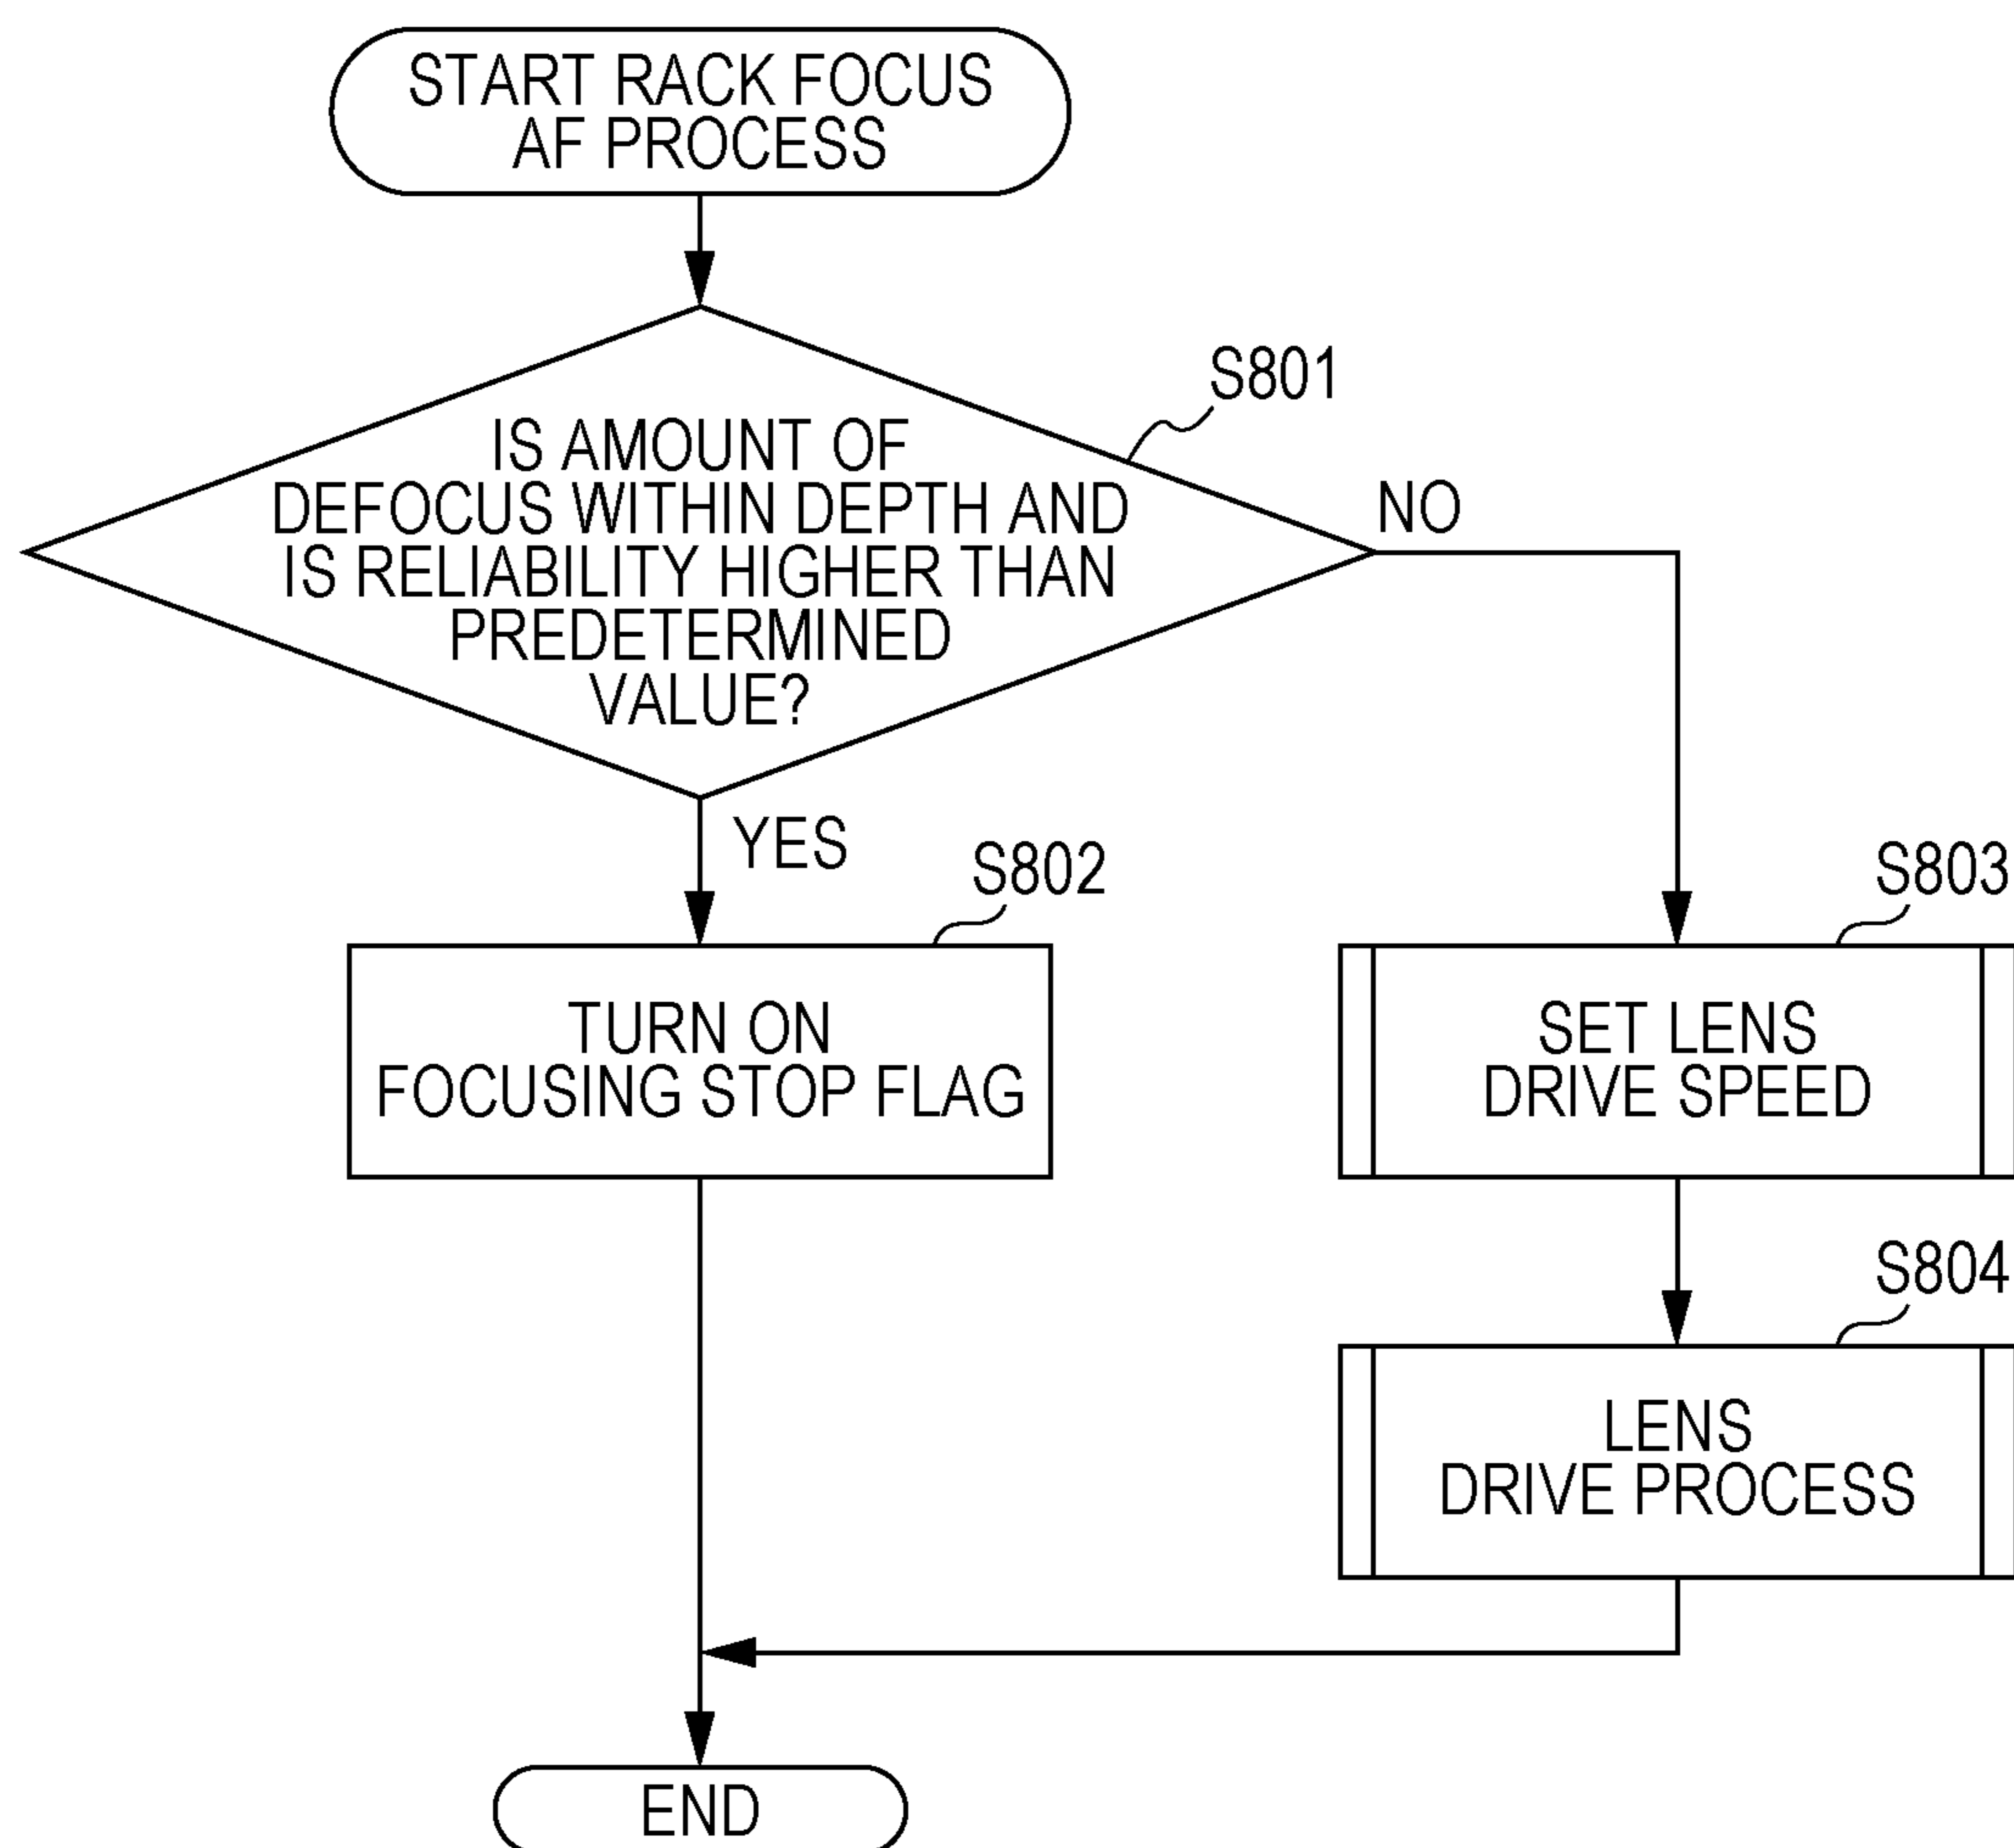 START RACK FOCUS
AF PROCESS
S801
IS AMOUNT OF
DEFOCUS WITHIN DEPTH AND
IS RELIABILITY HIGHER THAN
PREDETERMINED
VALUE?
NO
YES
S802
TURN ON
FOCUSING STOP FLAG
S803
SET LENS
DRIVE SPEED
S804
LENS
DRIVE PROCESS
END